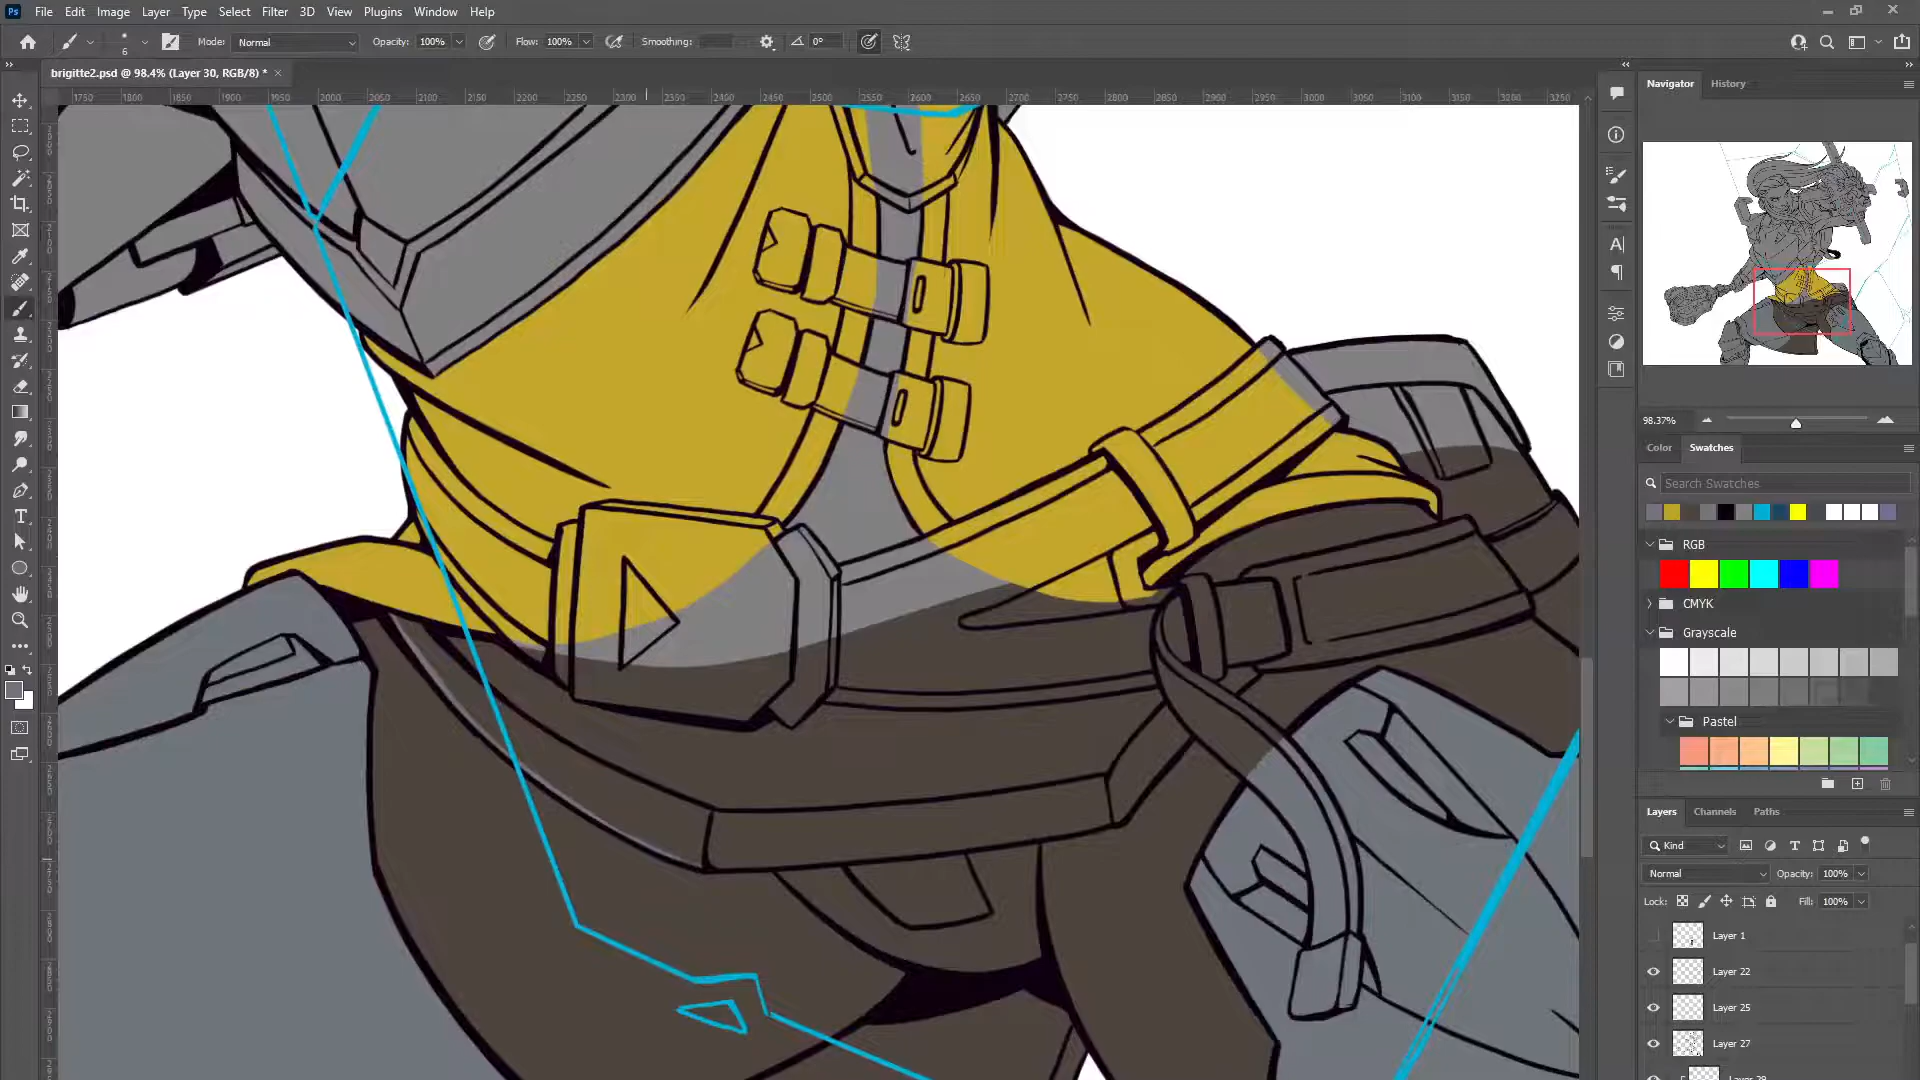 Ps File Edit Image Layer Type Select Filter 3D View Plugins Window Help
6 Mode: Normal Opacity: 100% Flow: 100% Smoothing: 0°
brigitte2.psd @ 98.4% (Layer 30, RGB/8) * ×
1750 1800 1850 1900 1950 2000 2050 2100 2150 2200 2250 2300 2350 2400 2450 2500 2550 2600 2650 2700 2750 2800 2850 2900 2950 3000 3050 3100 3150 3200 3250
Navigator History
98.37%
Color Swatches
Search Swatches
RGB
CMYK
Grayscale
Pastel
Layers Channels Paths
Kind
Normal Opacity: 100%
Lock: Fill: 100%
Layer 1
Layer 22
Layer 25
Layer 27